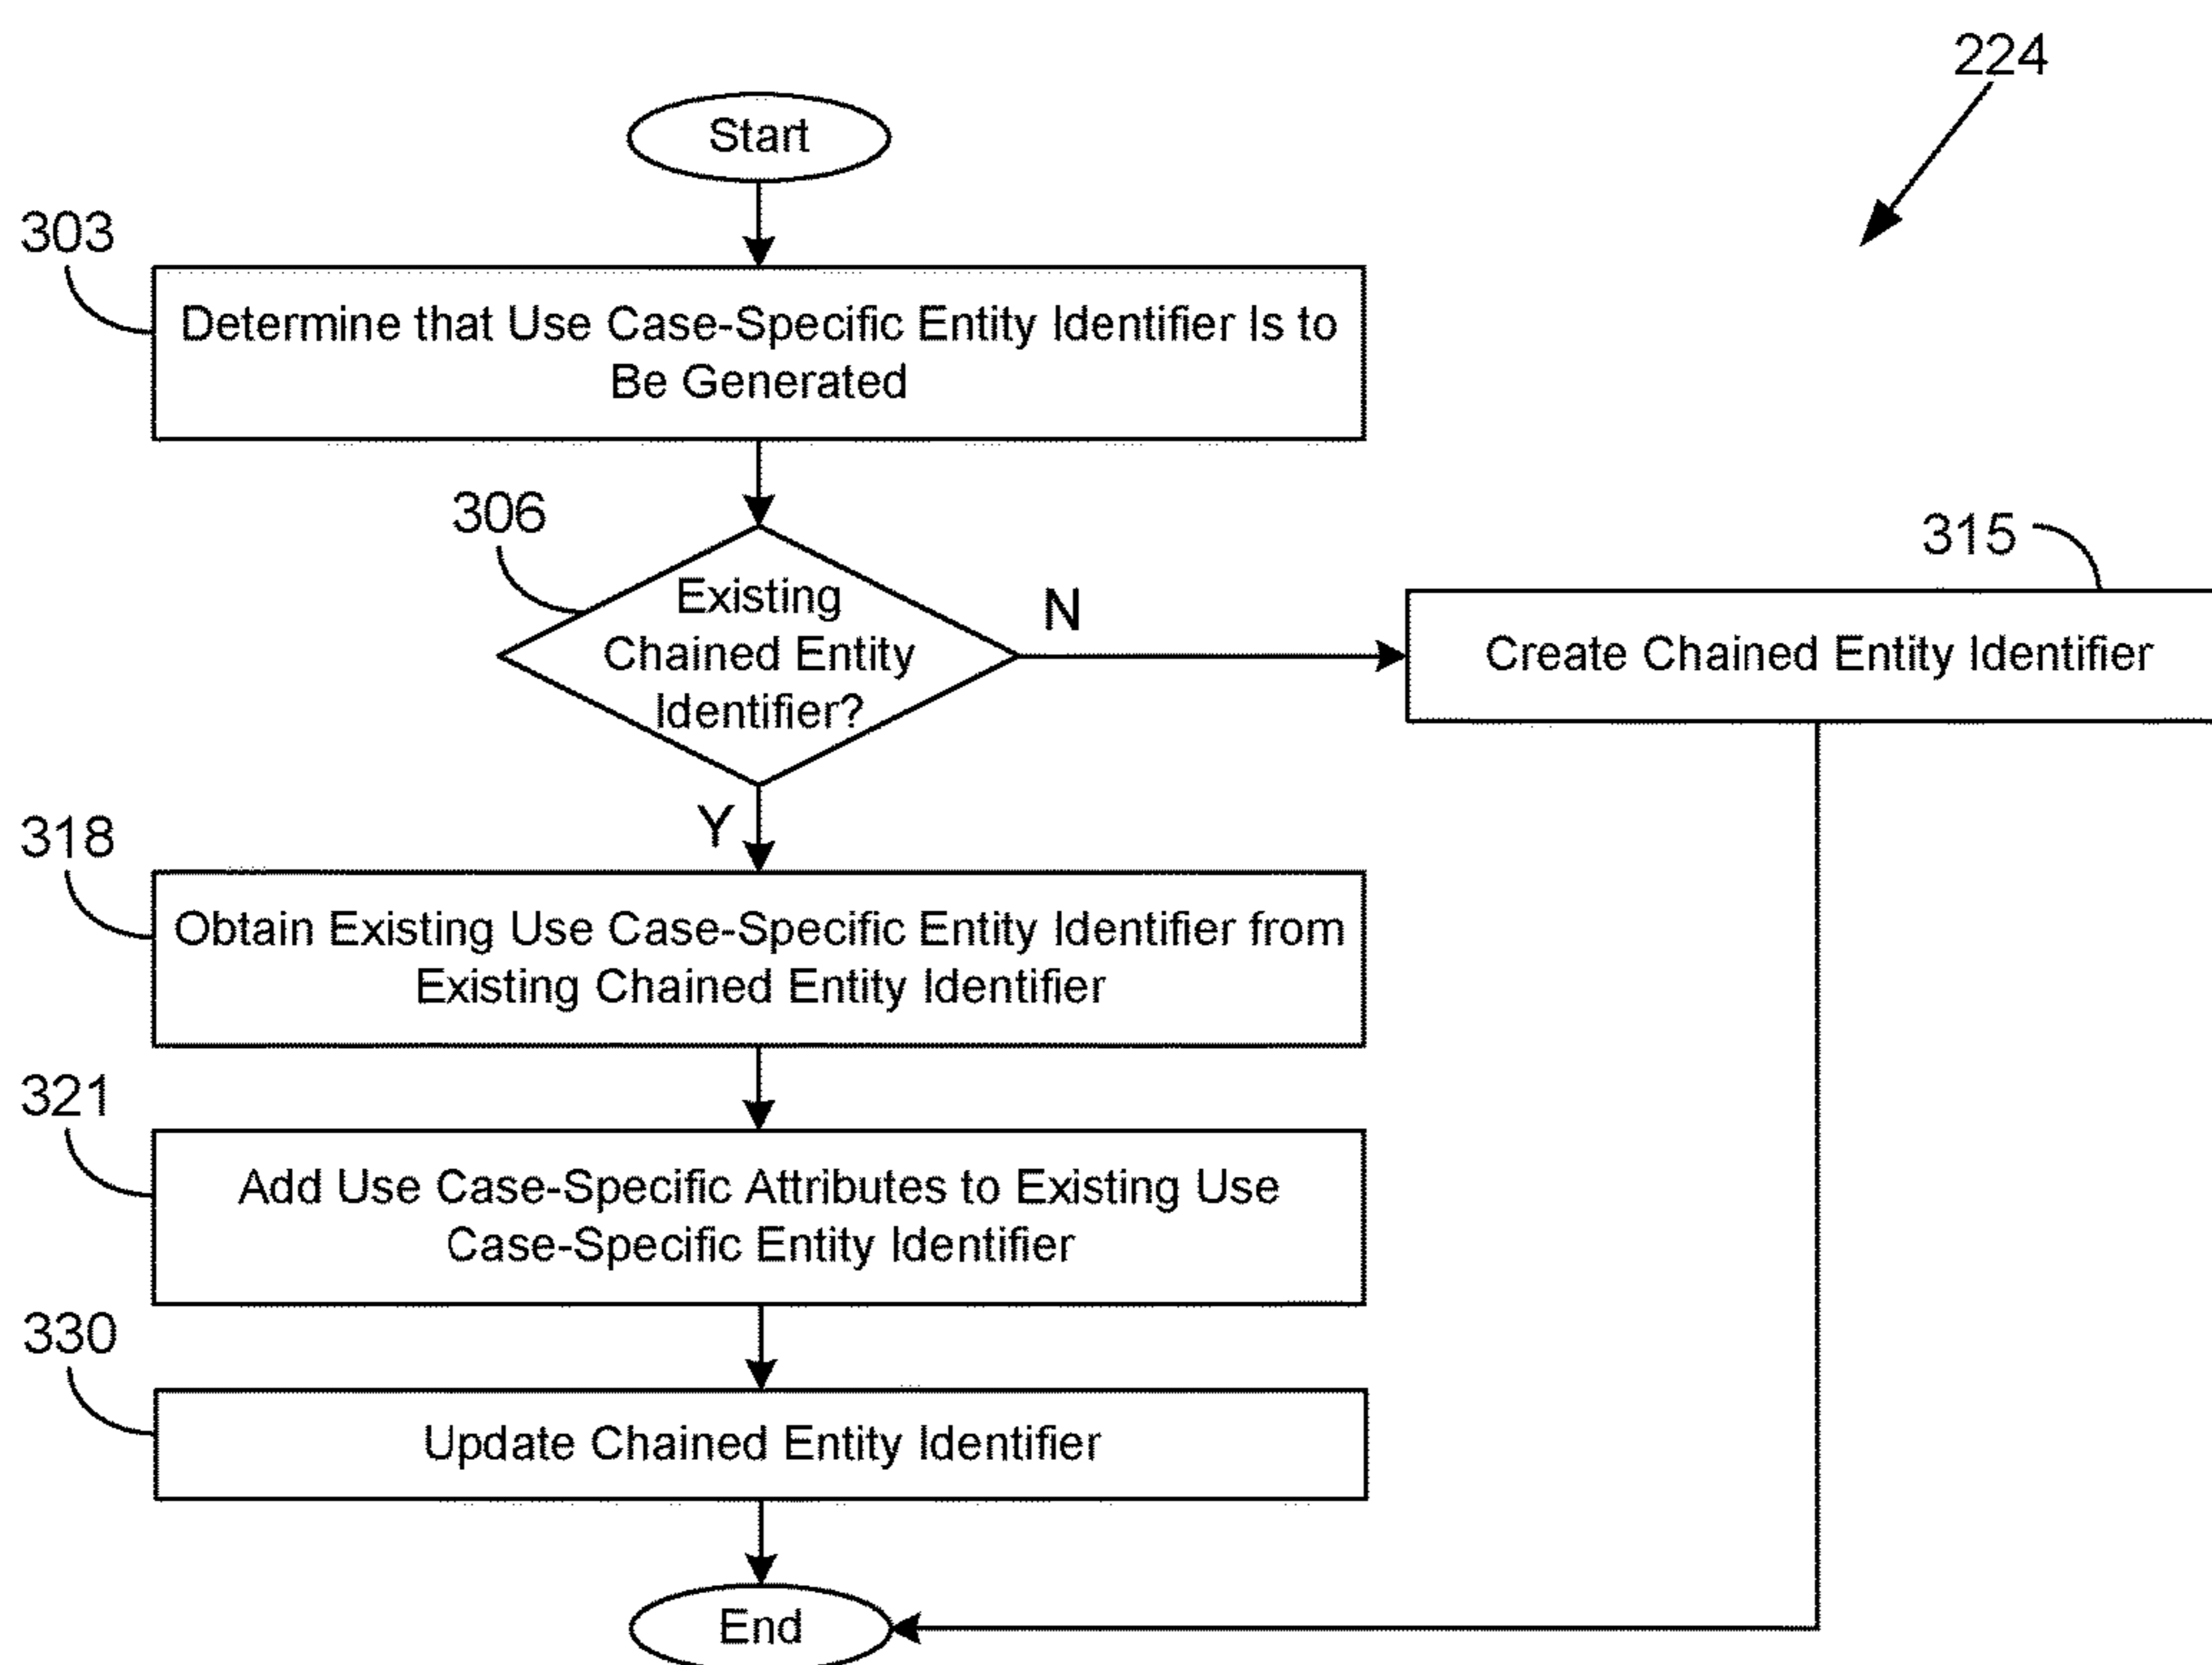 224
Start
303
Determine that Use Case-Specific Entity Identifier Is to
Be Generated
306
Existing
Chained Entity
Identifier?
N
315
Create Chained Entity Identifier
Y
318
Obtain Existing Use Case-Specific Entity Identifier from
Existing Chained Entity Identifier
321
Add Use Case-Specific Attributes to Existing Use
Case-Specific Entity Identifier
330
Update Chained Entity Identifier
End